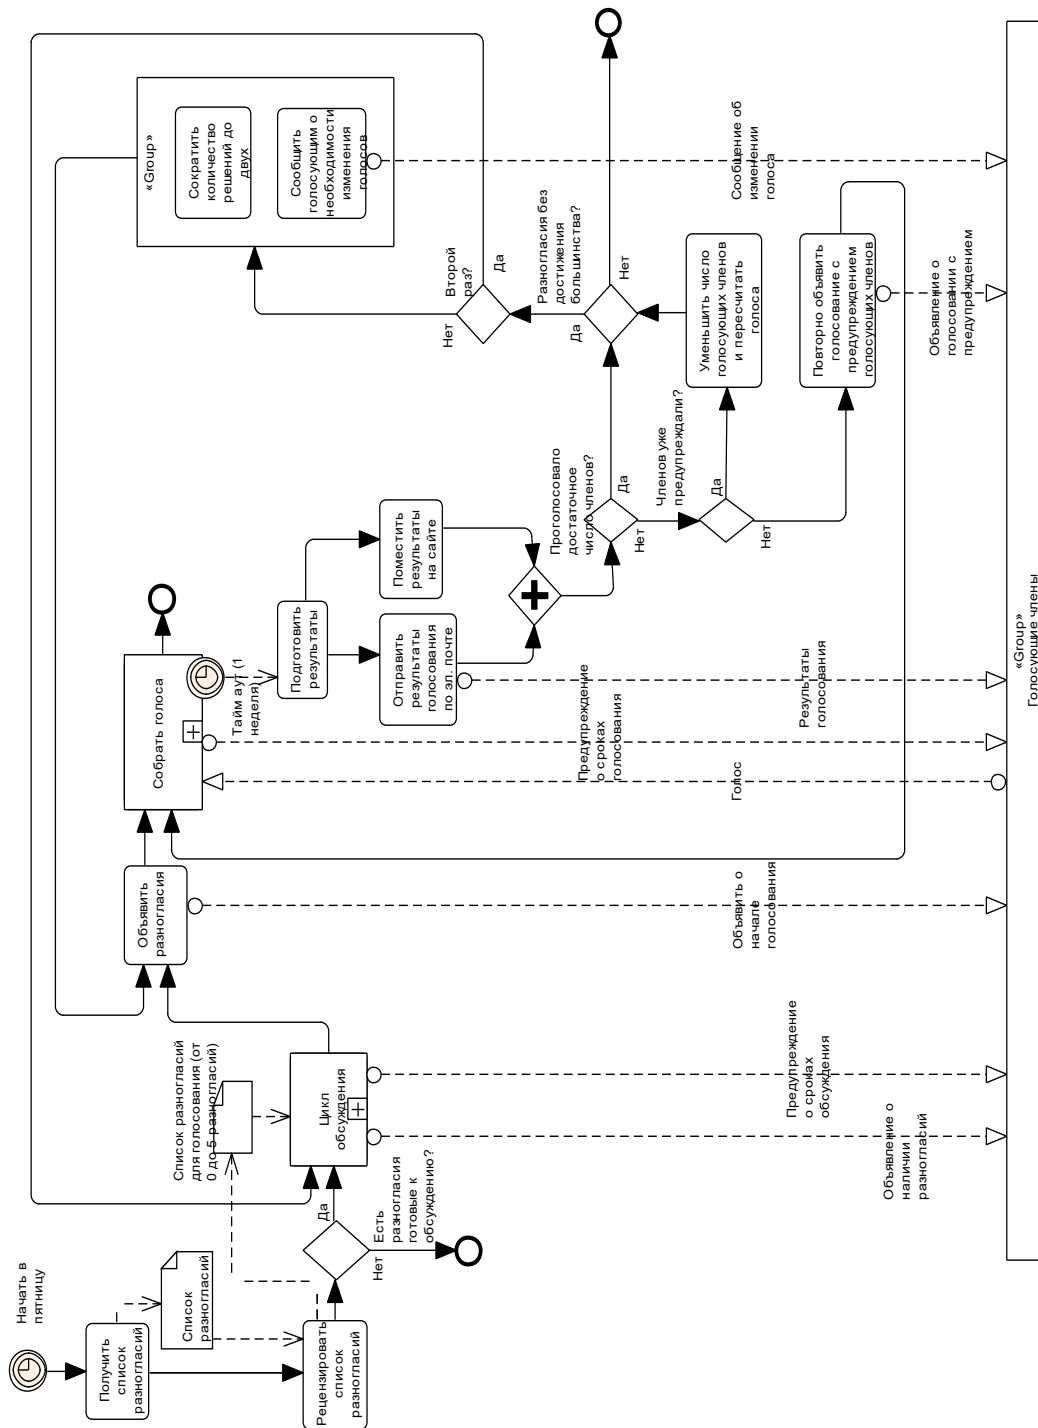 Начать в
пятницу
Получить
список
разногласий
Список
разногласий
Рецензировать
список
разногласий
Есть
разногласия
готовые к
обсуждению?
Да
Нет
Список разногласий
для голосования (от
0 до 5 разногласий)
Цикл
обсуждения
Объявление о
наличии
разногласий
Предупреждение
о сроках
обсуждения
Объявить
разногласия
Объявить о
начале
голосования
Собрать голоса
Голос
Предупреждение
о сроках
голосования
Тайм аут (1
неделя)
Подготовить
результаты
Отправить
результаты
голосования
по эл. почте
Поместить
результаты
на сайте
Результаты
голосования
Проголосовало
достаточное
число членов?
Да
Нет
Членов уже
предупреждали?
Да
Нет
Уменьшить число
голосующих членов
и пересчитать
голоса
Повторно объявить
голосование с
предупреждением
голосующих членов
Объявление о
голосовании с
предупреждением
Разногласия без
достижения
большинства?
Да
Нет
Второй
раз?
Нет
Да
«Group»
Сократить
количество
решений до
двух
Сообщить
голосующим о
необходимости
изменения
голосов
Сообщение об
изменении
голоса
«Group»
Голосующие члены